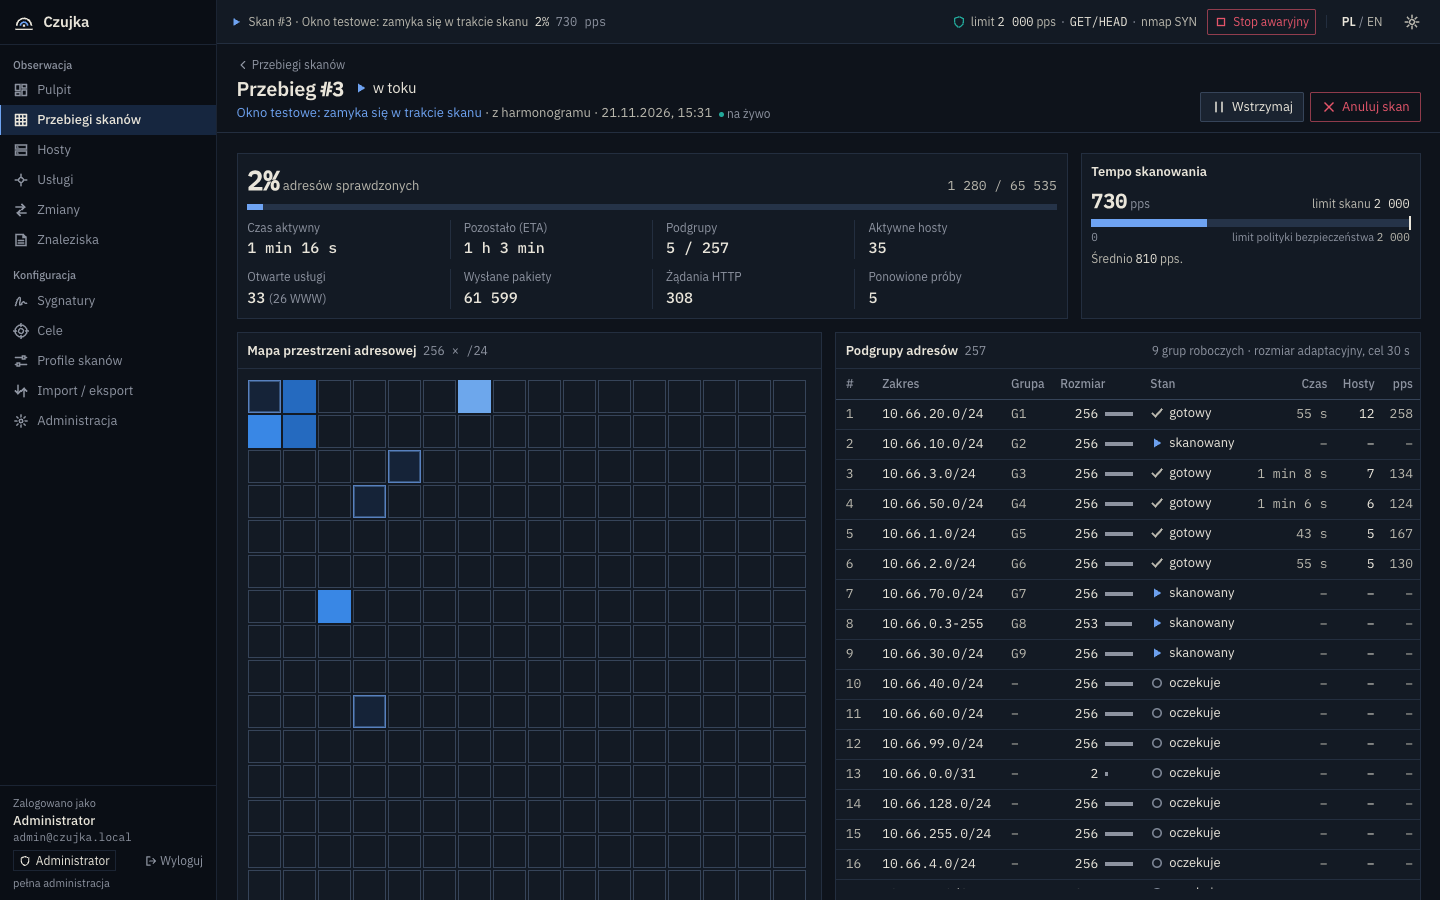 Czujka
Skan #3 · Okno testowe: zamyka się w trakcie skanu 2% 730 pps
limit 2 000 pps · GET/HEAD · nmap SYN
Stop awaryjny
PL / EN
Obserwacja
Pulpit
Przebiegi skanów
Hosty
Usługi
Zmiany
Znaleziska
Konfiguracja
Sygnatury
Cele
Profile skanów
Import / eksport
Administracja
Zalogowano jako
Administrator
admin@czujka.local
Administrator
Wyloguj
pełna administracja
Przebiegi skanów
Przebieg #3 w toku
Okno testowe: zamyka się w trakcie skanu · z harmonogramu · 21.11.2026, 15:31 na żywo
Wstrzymaj
Anuluj skan
2% adresów sprawdzonych
1 280 / 65 535
Czas aktywny
1 min 16 s
Pozostało (ETA)
1 h 3 min
Podgrupy
5 / 257
Aktywne hosty
35
Otwarte usługi
33 (26 WWW)
Wysłane pakiety
61 599
Żądania HTTP
308
Ponowione próby
5
Tempo skanowania
730 pps
limit skanu 2 000
0
limit polityki bezpieczeństwa 2 000
Średnio 810 pps.
Mapa przestrzeni adresowej 256 × /24
Podgrupy adresów 257
9 grup roboczych · rozmiar adaptacyjny, cel 30 s
# Zakres Grupa Rozmiar Stan Czas Hosty pps
1 10.66.20.0/24 G1 256 gotowy 55 s 12 258
2 10.66.10.0/24 G2 256 skanowany – – –
3 10.66.3.0/24 G3 256 gotowy 1 min 8 s 7 134
4 10.66.50.0/24 G4 256 gotowy 1 min 6 s 6 124
5 10.66.1.0/24 G5 256 gotowy 43 s 5 167
6 10.66.2.0/24 G6 256 gotowy 55 s 5 130
7 10.66.70.0/24 G7 256 skanowany – – –
8 10.66.0.3-255 G8 253 skanowany – – –
9 10.66.30.0/24 G9 256 skanowany – – –
10 10.66.40.0/24 – 256 oczekuje – – –
11 10.66.60.0/24 – 256 oczekuje – – –
12 10.66.99.0/24 – 256 oczekuje – – –
13 10.66.0.0/31 – 2 oczekuje – – –
14 10.66.128.0/24 – 256 oczekuje – – –
15 10.66.255.0/24 – 256 oczekuje – – –
16 10.66.4.0/24 – 256 oczekuje – – –